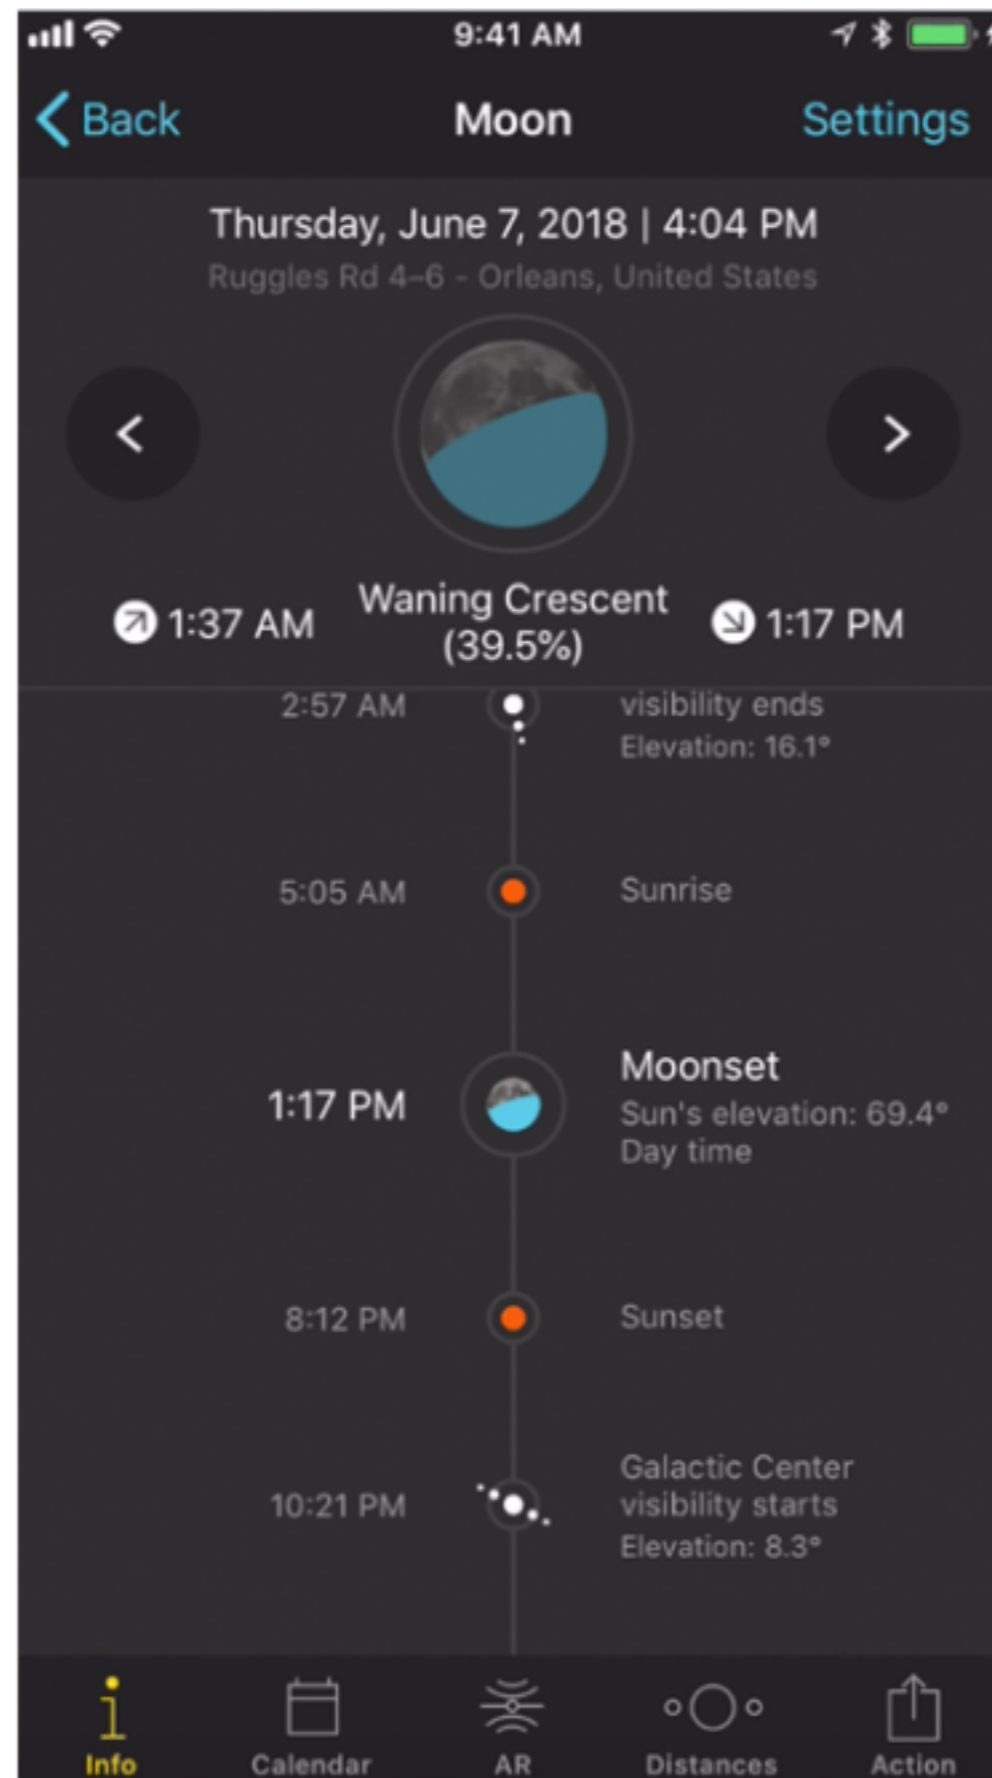 9:41 AM
Back
Moon
Settings
Thursday, June 7, 2018 | 4:04 PM
Ruggles Rd 4–6 - Orleans, United States
1:37 AM
Waning Crescent
(39.5%)
1:17 PM
2:57 AM
visibility ends
Elevation: 16.1°
5:05 AM
Sunrise
1:17 PM
Moonset
Sun's elevation: 69.4°
Day time
8:12 PM
Sunset
10:21 PM
Galactic Center
visibility starts
Elevation: 8.3°
Info
Calendar
AR
Distances
Action